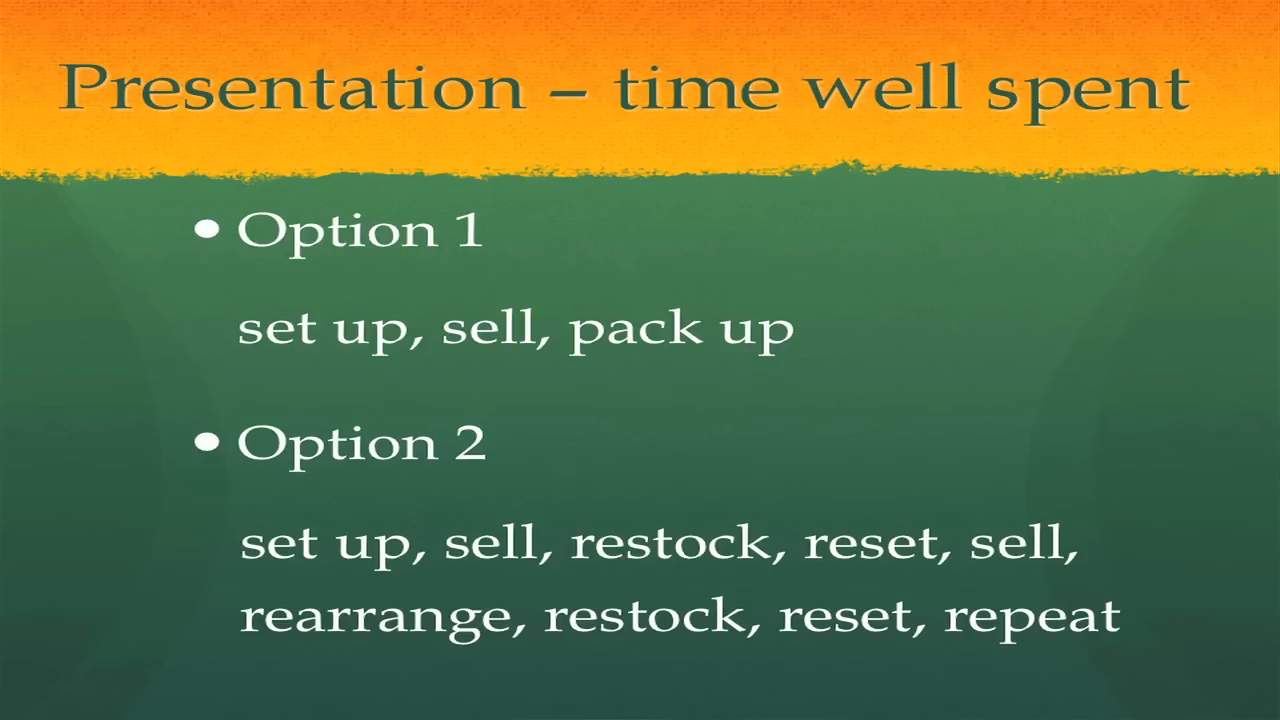 Presentation – time well spent
• Option 1
set up, sell, pack up
• Option 2
set up, sell, restock, reset, sell,
rearrange, restock, reset, repeat